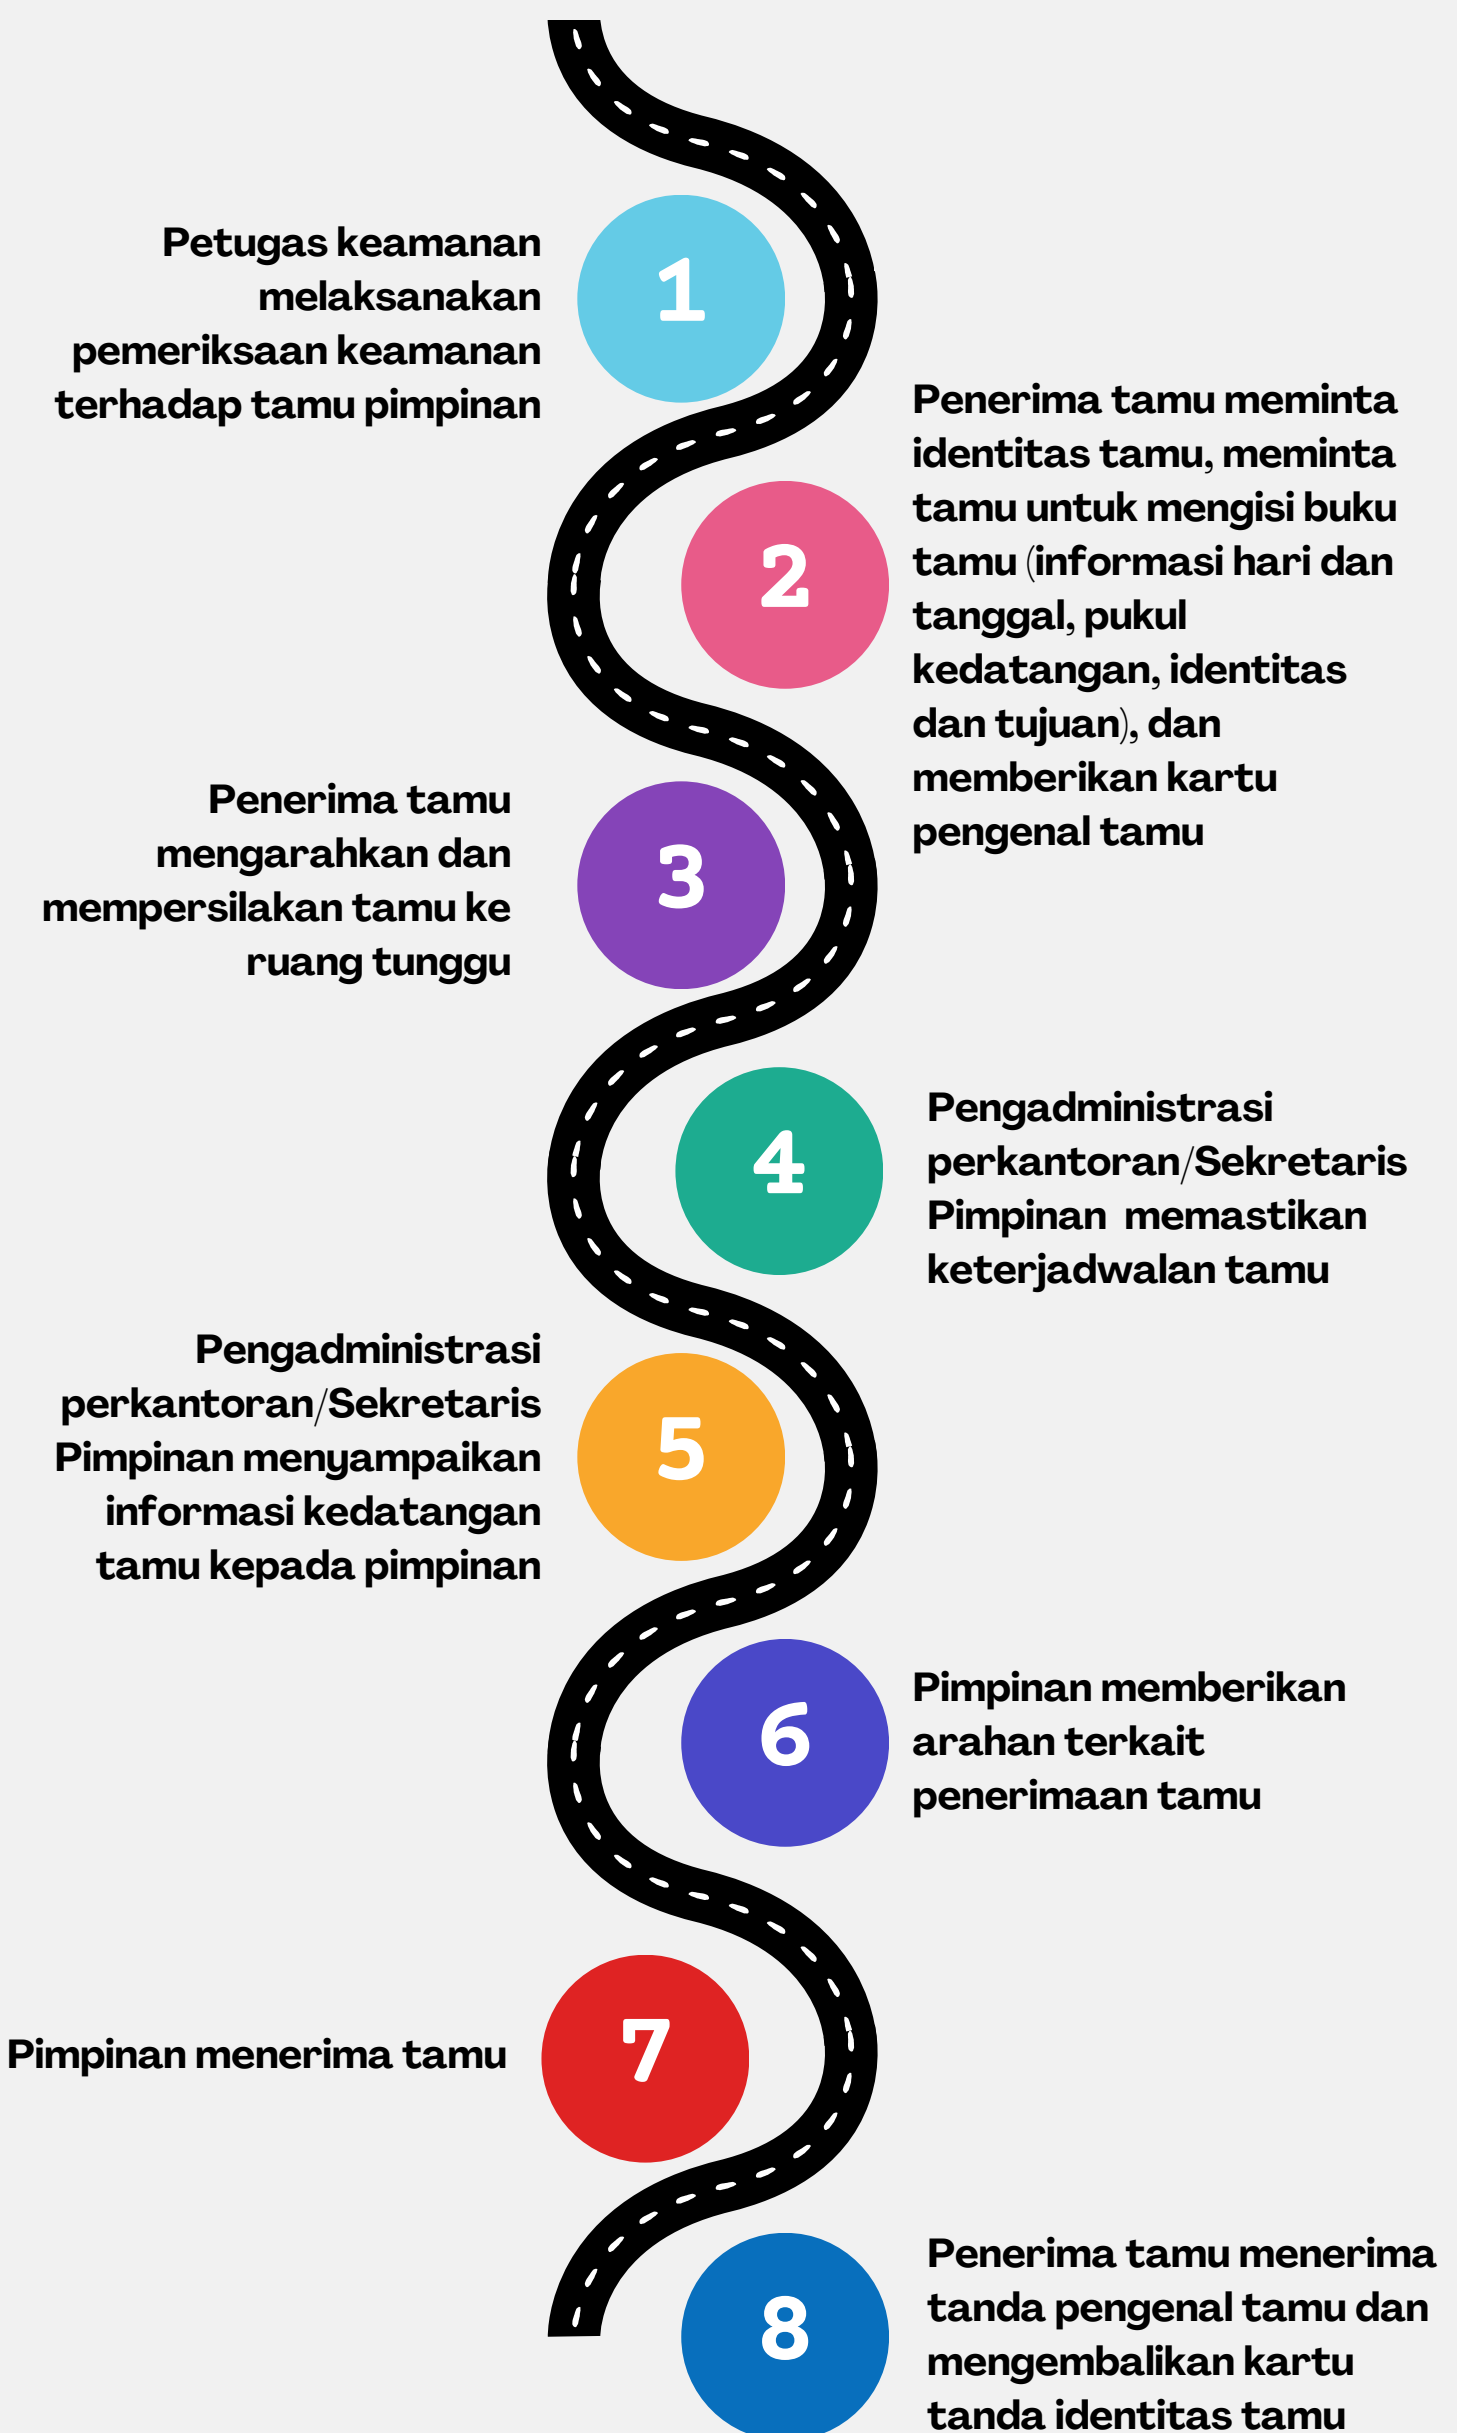 1
Petugas keamanan
melaksanakan
pemeriksaan keamanan
terhadap tamu pimpinan
2
Penerima tamu meminta
identitas tamu, meminta
tamu untuk mengisi buku
tamu (informasi hari dan
tanggal, pukul
kedatangan, identitas
dan tujuan), dan
memberikan kartu
pengenal tamu
3
Penerima tamu
mengarahkan dan
mempersilakan tamu ke
ruang tunggu
4
Pengadministrasi
perkantoran/Sekretaris
Pimpinan memastikan
keterjadwalan tamu
5
Pengadministrasi
perkantoran/Sekretaris
Pimpinan menyampaikan
informasi kedatangan
tamu kepada pimpinan
6
Pimpinan memberikan
arahan terkait
penerimaan tamu
7
Pimpinan menerima tamu
8
Penerima tamu menerima
tanda pengenal tamu dan
mengembalikan kartu
tanda identitas tamu